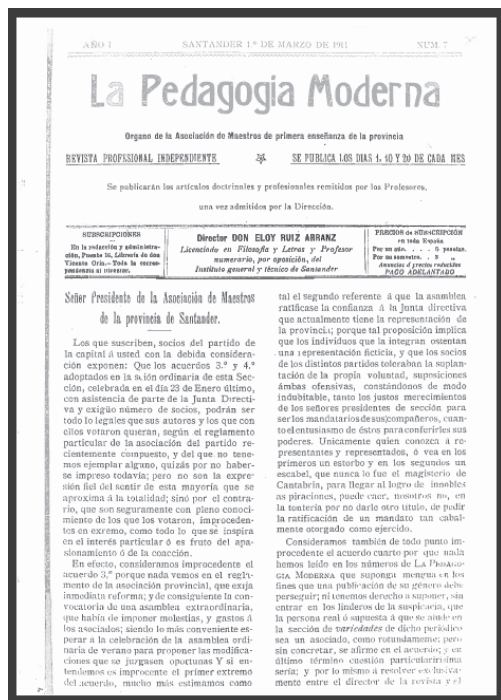 AÑO I SANTANDER 1.º DE MARZO DE 1911 NUM. 7
La Pedagogia Moderna
Organo de la Asociación de Maestros de primera enseñanza de la provincia
REVISTA PROFESIONAL INDEPENDIENTE SE PUBLICA LOS DIAS 1, 10 Y 20 DE CADA MES
Se publicarán los artículos doctrinales y profesionales remitidos por los Profesores,
una vez admitidos por la Dirección.
SUBSCRIPCIONES
En la redacción y administra-
ción, Puente 16, Librería de don
Vicente Oria.—Toda la corres-
pondencia al director.
Director DON ELOY RUIZ ARRANZ
Licenciado en Filosofía y Letras y Profesor
numerario, por oposición, del
Instituto general y técnico de Santander
PRECIOS DE SUBSCRIPCIÓN
en toda España
Por un año. . . . 5 pesetas.
Por un semestre. . 3 „
Anuncios á precios reducidos
PAGO ADELANTADO
Señor Presidente de la Asociación de Maestros
de la provincia de Santander.
Los que suscriben, socios del partido de
la capital á usted con la debida considera-
ción exponen: Que los acuerdos 3.º y 4.º
adoptados en la sesión ordinaria de esta Sec-
ción, celebrada en el día 23 de Enero último,
con asistencia de parte de la Junta Directi-
va y exigüo número de socios, podrán ser
todo lo legales que sus autores y los que con
ellos votaron quieran, según el reglamento
particular de la asociación del partido re-
cientemente compuesto, y del que no tene-
mos ejemplar alguno, quizás por no haber-
se impreso todavía; pero no son la expre-
sión fiel del sentir de esta mayoría que se
aproxima á la totalidad; sinó por el contra-
rio, que son seguramente con pleno conoci-
miento de los que los votaron, improceden-
tes en extremo, como todo lo que se inspira
en el interés particular ó es fruto del apa-
sionamiento ó de la coacción.
En efecto, consideramos improcedente el
acuerdo 3.º porque nada vemos en el regla-
mento de la asociación provincial, que exija
inmediata reforma; y de consiguiente la con-
vocatoria de una asamblea extraordinaria,
que había de imponer molestias, y gastos á
los asociados; siendo lo más conveniente es-
perar á la celebración de la asamblea ordi-
naria de verano para proponer las modifica-
ciones que se juzgasen oportunas Y si en-
tendemos es improcedente el primer extremo
del acuerdo, mucho más estimamos como
tal el segundo referente á que la asamblea
ratificase la confianza á la Junta directiva
que actualmente tiene la representación de
la provincia; porque tal proposición implica
que los individuos que la integran ostentan
una representación ficticia, y que los socios
de los distintos partidos toleraban la suplan-
tación de la propia voluntad, suposiciones
ámbas ofensivas, constándonos de modo
indubitable, tanto los justos merecimientos
de los señores presidentes de sección para
ser los mandatarios de sus compañeros, cuan-
to el entusiasmo de éstos para conferirles sus
poderes. Unicamente quien conozca á re-
presentantes y representados, ó vea en los
primeros un estorbo y en los segundos un
escabel, que nunca lo fue el magisterio de
Cantabria, para llegar al logro de innobles
as piraciones, puede caer, nosotros no, en
la tontería por no darle otro título, de pedir
la ratificación de un mandato tan cabal-
mente otorgado como ejercido.
Consideramos también de todo punto im-
procedente el acuerdo cuarto por que nada
hemos leído en los números de LA PEDAGO-
GIA MODERNA que suponga mengua en los
fines que una publicación de su género debe
perseguir; ni tenemos derecho a suponer, sin
entrar en los linderos de la suspicacia, que
la persona real ó supuesta á que se alude en
la sección de variedades de dicho periódico
sea un asociado, como rotundamente; pero
sin concretar, se afirme en el acuerdo; y en
último término cuestión particularísima
sería; y por lo mismo á resolver exclusiva-
mente entre el director de la revista y el